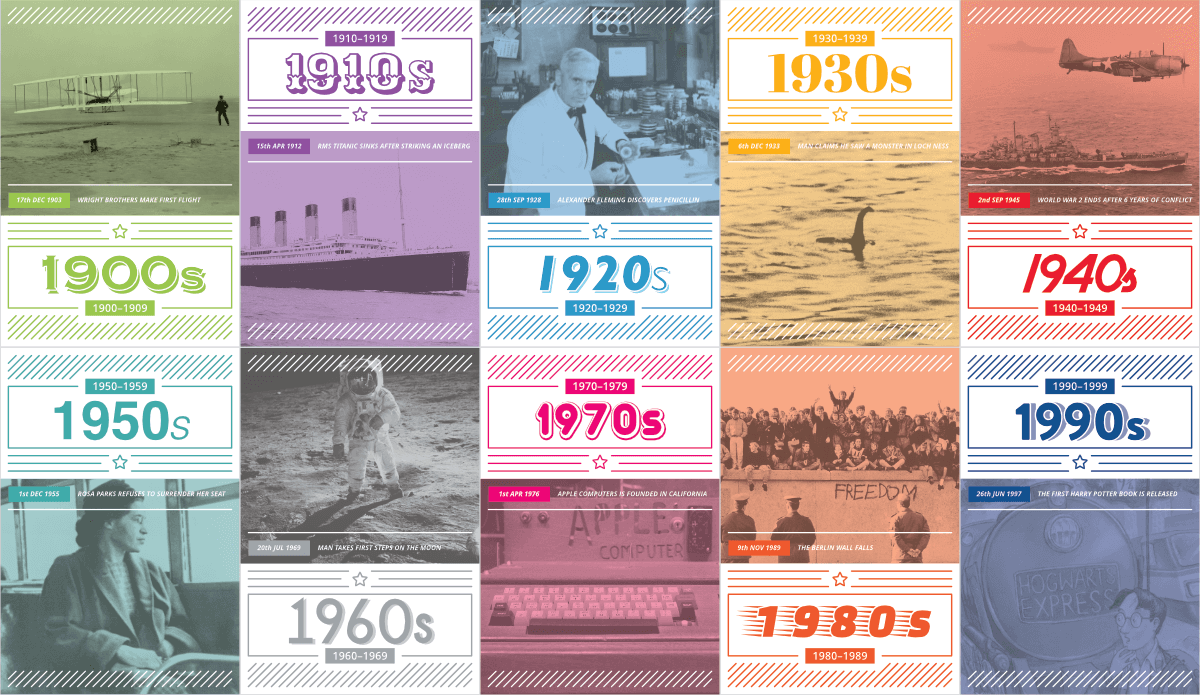 17th DEC 1903 WRIGHT BROTHERS MAKE FIRST FLIGHT
1900s
1900–1909
1910–1919
1910s
15th APR 1912 RMS TITANIC SINKS AFTER STRIKING AN ICEBERG
28th SEP 1928 ALEXANDER FLEMING DISCOVERS PENICILLIN
1920s
1920–1929
1930–1939
1930s
6th DEC 1933 MAN CLAIMS HE SAW A MONSTER IN LOCH NESS
2nd SEP 1945 WORLD WAR 2 ENDS AFTER 6 YEARS OF CONFLICT
1940s
1940–1949
1950–1959
1950s
1st DEC 1955 ROSA PARKS REFUSES TO SURRENDER HER SEAT
20th JUL 1969 MAN TAKES FIRST STEPS ON THE MOON
1960s
1960–1969
1970–1979
1970s
1st APR 1976 APPLE COMPUTERS IS FOUNDED IN CALIFORNIA
APPLE
COMPUTER
FREEDOM
9th NOV 1989 THE BERLIN WALL FALLS
1980s
1980–1989
1990–1999
1990s
26th JUN 1997 THE FIRST HARRY POTTER BOOK IS RELEASED
HOGWARTS
EXPRESS